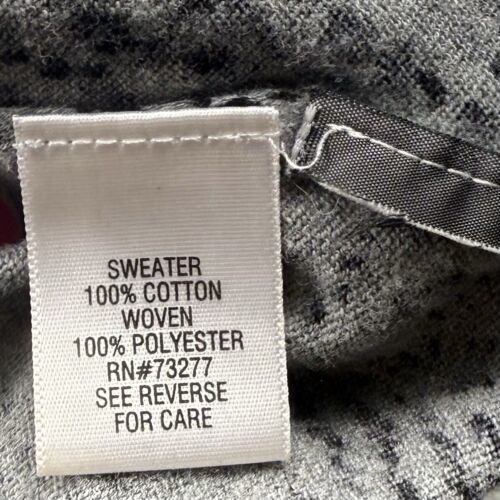 SWEATER
100% COTTON
WOVEN
100% POLYESTER
RN#73277
SEE REVERSE
FOR CARE